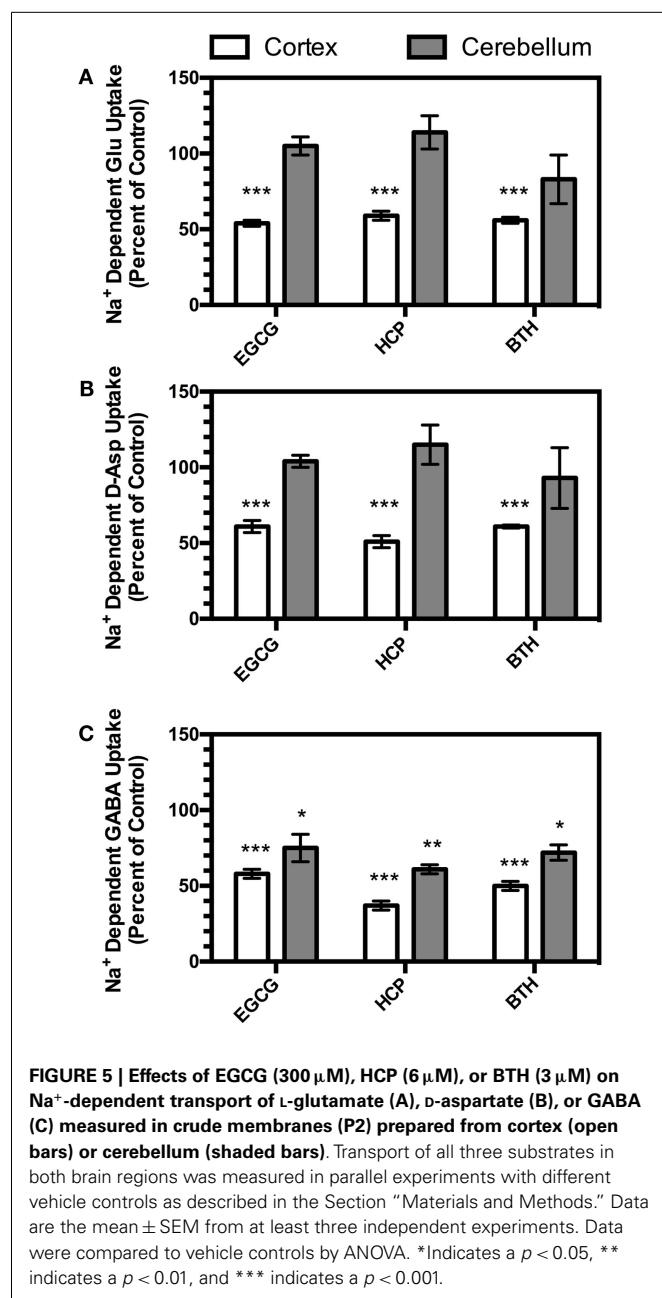 Cortex Cerebellum
A
Na+ Dependent Glu Uptake
(Percent of Control)
150
100
50
0
***
***
***
EGCG
HCP
BTH
B
Na+ Dependent D-Asp Uptake
(Percent of Control)
150
100
50
0
***
***
***
EGCG
HCP
BTH
C
Na+ Dependent GABA Uptake
(Percent of Control)
150
100
50
0
***
*
***
**
***
*
EGCG
HCP
BTH
FIGURE 5 | Effects of EGCG (300 μM), HCP (6 μM), or BTH (3 μM) on
Na+-dependent transport of L-glutamate (A), D-aspartate (B), or GABA
(C) measured in crude membranes (P2) prepared from cortex (open
bars) or cerebellum (shaded bars). Transport of all three substrates in
both brain regions was measured in parallel experiments with different
vehicle controls as described in the Section “Materials and Methods.” Data
are the mean ± SEM from at least three independent experiments. Data
were compared to vehicle controls by ANOVA. *Indicates a p < 0.05, **
indicates a p < 0.01, and *** indicates a p < 0.001.